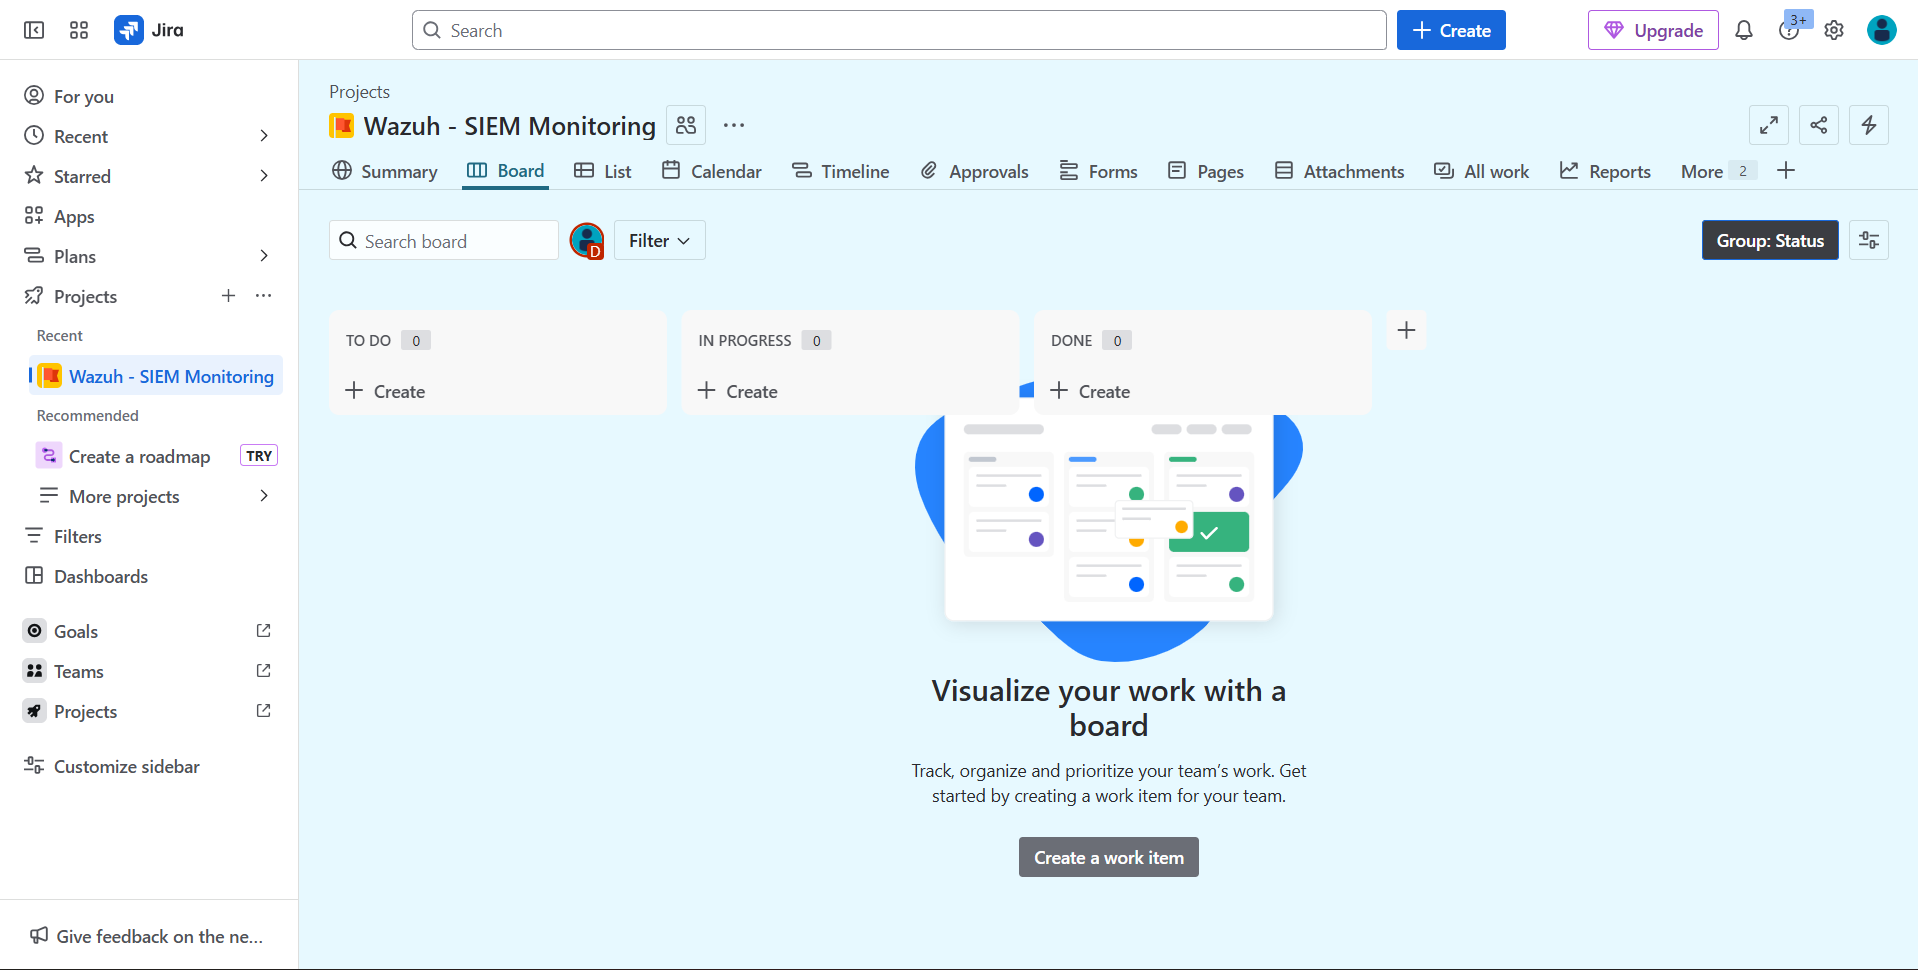 Jira
Search
Create
Upgrade
3+
For you
Recent
Starred
Apps
Plans
Projects
Recent
Wazuh - SIEM Monitoring
Recommended
Create a roadmap
TRY
More projects
Filters
Dashboards
Goals
Teams
Projects
Customize sidebar
Give feedback on the ne...
Projects
Wazuh - SIEM Monitoring
Summary
Board
List
Calendar
Timeline
Approvals
Forms
Pages
Attachments
All work
Reports
More 2
Search board
D
Filter
Group: Status
TO DO 0
Create
IN PROGRESS 0
Create
DONE 0
Create
Visualize your work with a
board
Track, organize and prioritize your team's work. Get
started by creating a work item for your team.
Create a work item